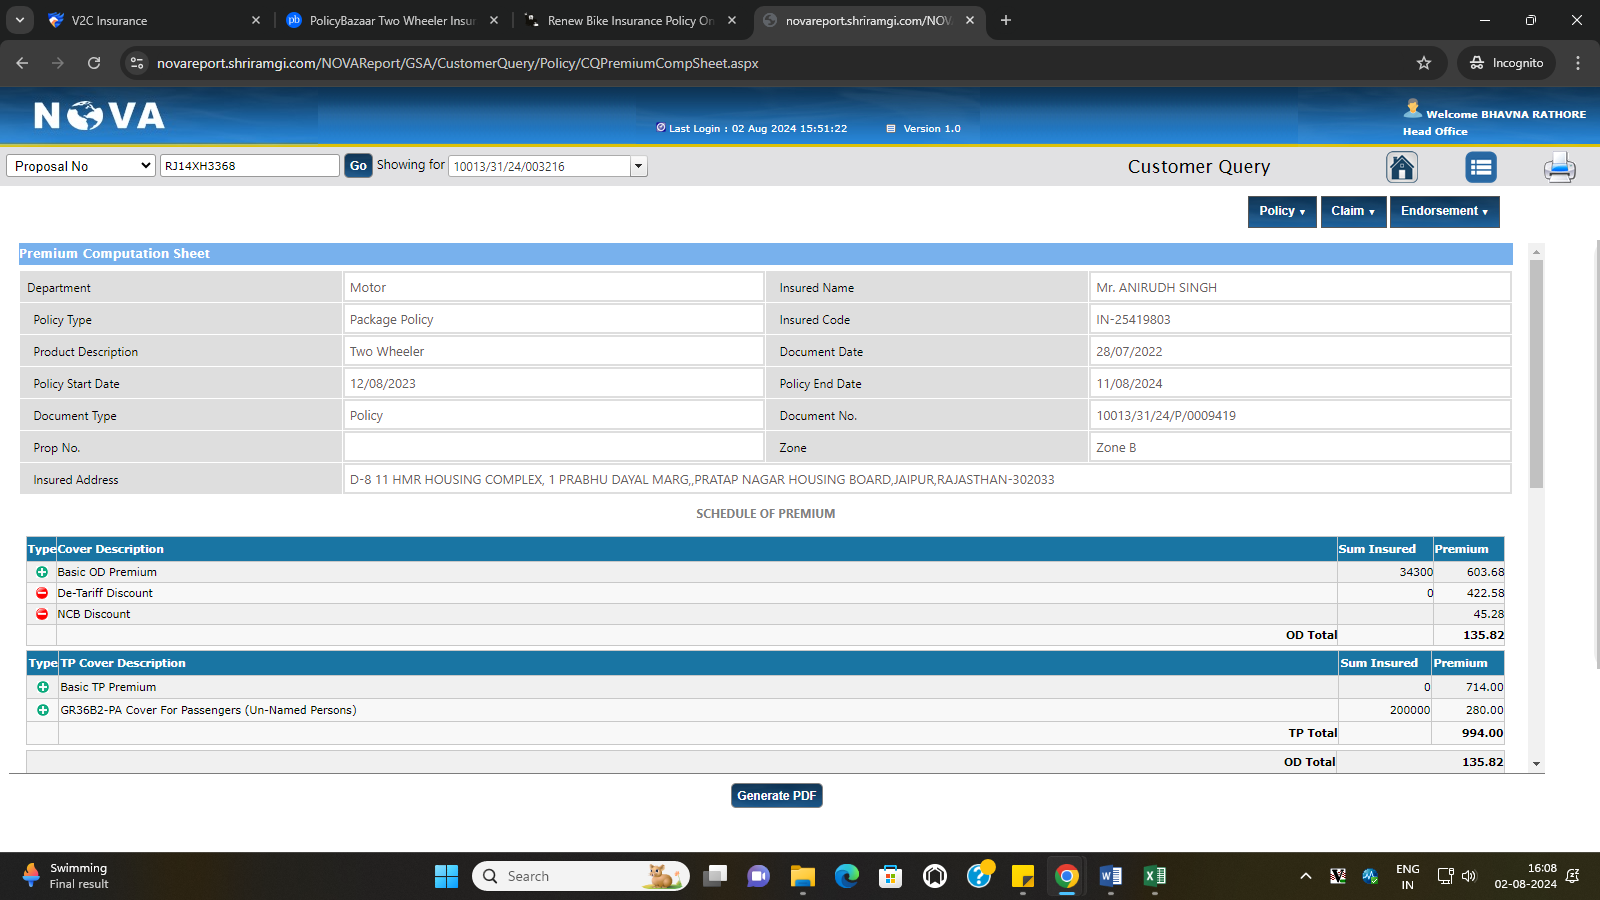 V2C Insurance
PolicyBazaar Two Wheeler Insur
Renew Bike Insurance Policy On
novareport.shriramgi.com/NOV
novareport.shriramgi.com/NOVAReport/GSA/CustomerQuery/Policy/CQPremiumCompSheet.aspx
Incognito
NOVA
Last Login : 02 Aug 2024 15:51:22
Version 1.0
Welcome BHAVNA RATHORE
Head Office
Proposal No RJ14XH3368 Go Showing for 10013/31/24/003216
Customer Query
Policy Claim Endorsement
Premium Computation Sheet
Department Motor Insured Name Mr. ANIRUDH SINGH
Policy Type Package Policy Insured Code IN-25419803
Product Description Two Wheeler Document Date 28/07/2022
Policy Start Date 12/08/2023 Policy End Date 11/08/2024
Document Type Policy Document No. 10013/31/24/P/0009419
Prop No. Zone Zone B
Insured Address D-8 11 HMR HOUSING COMPLEX, 1 PRABHU DAYAL MARG,,PRATAP NAGAR HOUSING BOARD,JAIPUR,RAJASTHAN-302033
SCHEDULE OF PREMIUM
Type Cover Description Sum Insured Premium
Basic OD Premium 34300 603.68
De-Tariff Discount 0 422.58
NCB Discount 45.28
OD Total 135.82
Type TP Cover Description Sum Insured Premium
Basic TP Premium 0 714.00
GR36B2-PA Cover For Passengers (Un-Named Persons) 200000 280.00
TP Total 994.00
OD Total 135.82
Generate PDF
Swimming
Final result
Search
ENG
IN
16:08
02-08-2024